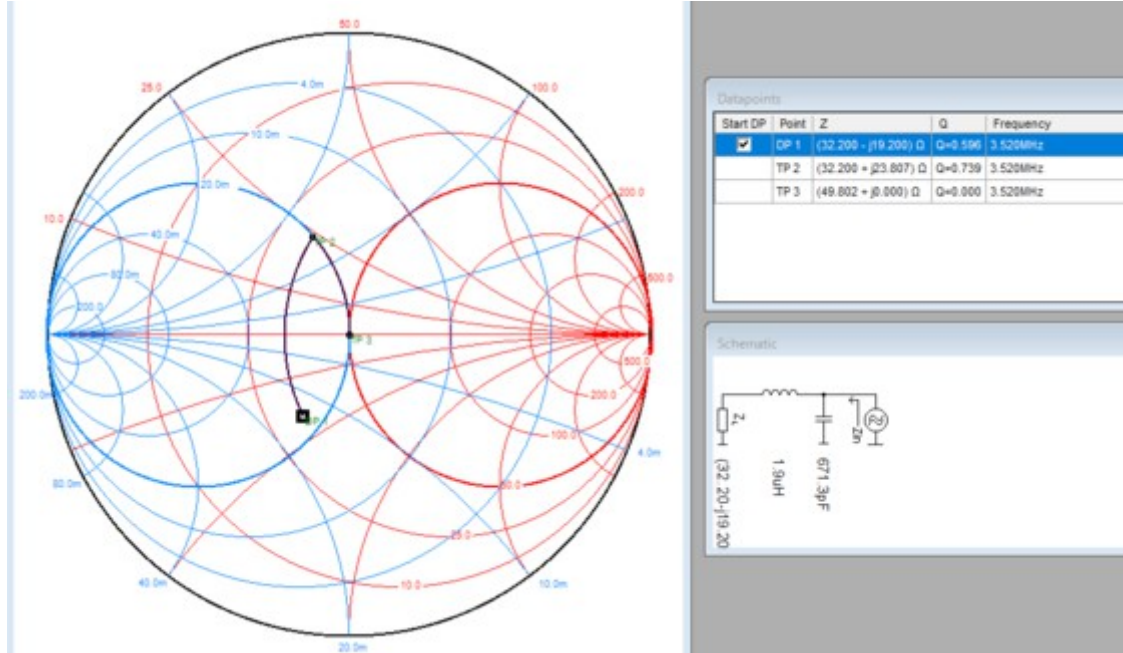 50.0
25.0
4.0m
100.0
10.0m
20.0m
200.0
10.0
40.0m
TP 2
80.0m
500.0
200.0
TP 3
500.0
200.0m
200.0
DP 1
100.0
4.0m
80.0m
50.0
25.0
40.0m
10.0
10.0m
20.0m
Datapoints
Start DP Point Z Q Frequency
DP 1 (32.200 - j19.200) Ω Q=0.596 3.520MHz
TP 2 (32.200 + j23.807) Ω Q=0.739 3.520MHz
TP 3 (49.802 + j0.000) Ω Q=0.000 3.520MHz
Schematic
ZL
Zin
(32.20-j19.20
1.9uH
671.3pF